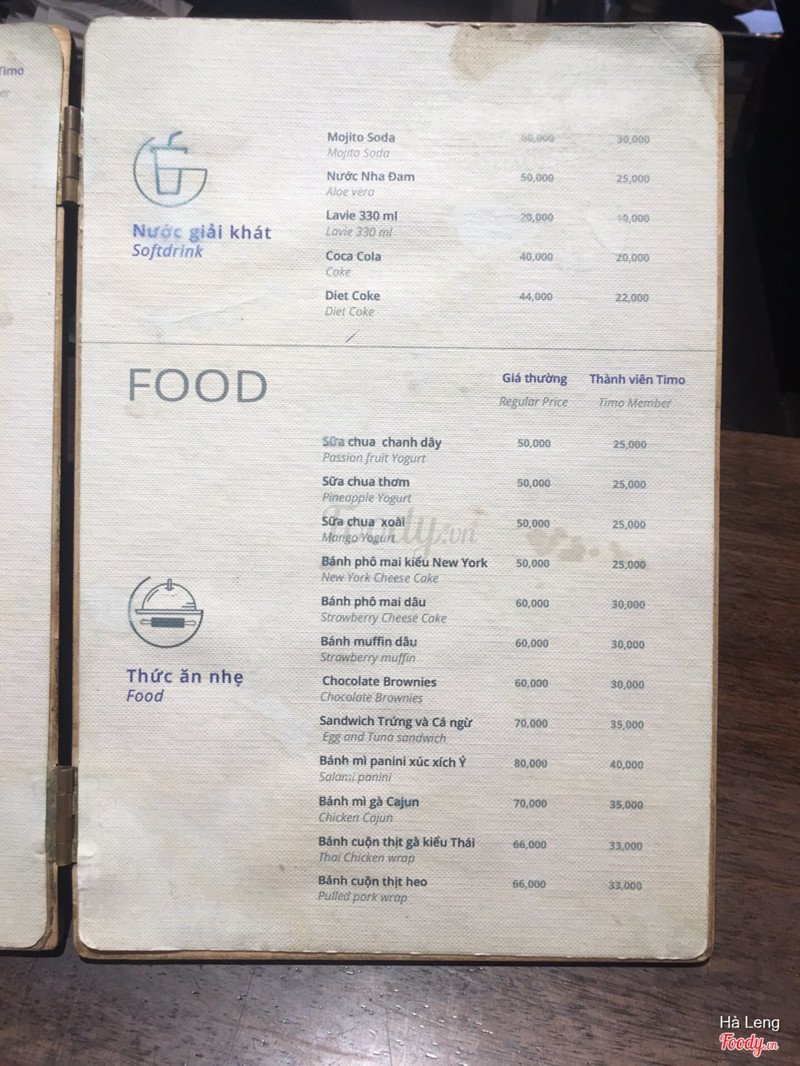 Timo
er
Mojito Soda 60,000 30,000
Mojito Soda
Nước Nha Đam 50,000 25,000
Aloe vera
Lavie 330 ml 20,000 10,000
Lavie 330 ml
Nước giải khát
Softdrink
Coca Cola 40,000 20,000
Coke
Diet Coke 44,000 22,000
Diet Coke
FOOD
Giá thường Thành viên Timo
Regular Price Timo Member
Sữa chua chanh dây 50,000 25,000
Passion fruit Yogurt
Sữa chua thơm 50,000 25,000
Pineapple Yogurt
Sữa chua xoài 50,000 25,000
Mango Yogurt
Foody.vn
Bánh phô mai kiểu New York 50,000 25,000
New York Cheese Cake
Bánh phô mai dâu 60,000 30,000
Strawberry Cheese Cake
Bánh muffin dâu 60,000 30,000
Strawberry muffin
Thức ăn nhẹ
Food
Chocolate Brownies 60,000 30,000
Chocolate Brownies
Sandwich Trứng và Cá ngừ 70,000 35,000
Egg and Tuna sandwich
Bánh mì panini xúc xích Ý 80,000 40,000
Salami panini
Bánh mì gà Cajun 70,000 35,000
Chicken Cajun
Bánh cuộn thịt gà kiểu Thái 66,000 33,000
Thai Chicken wrap
Bánh cuộn thịt heo 66,000 33,000
Pulled pork wrap
Hà Leng
Foody.vn